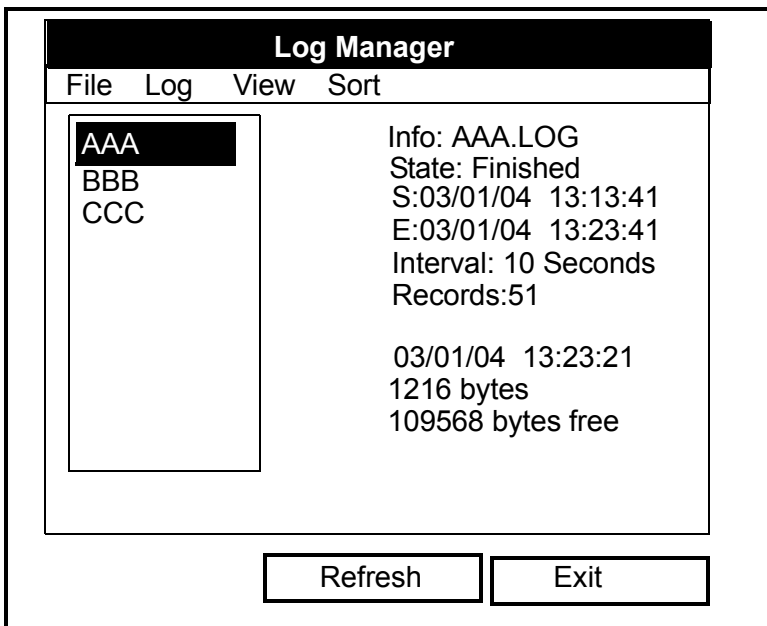 Log Manager
File Log View Sort
AAA
BBB
CCC
Info: AAA.LOG
State: Finished
S:03/01/04 13:13:41
E:03/01/04 13:23:41
Interval: 10 Seconds
Records:51
03/01/04 13:23:21
1216 bytes
109568 bytes free
Refresh Exit